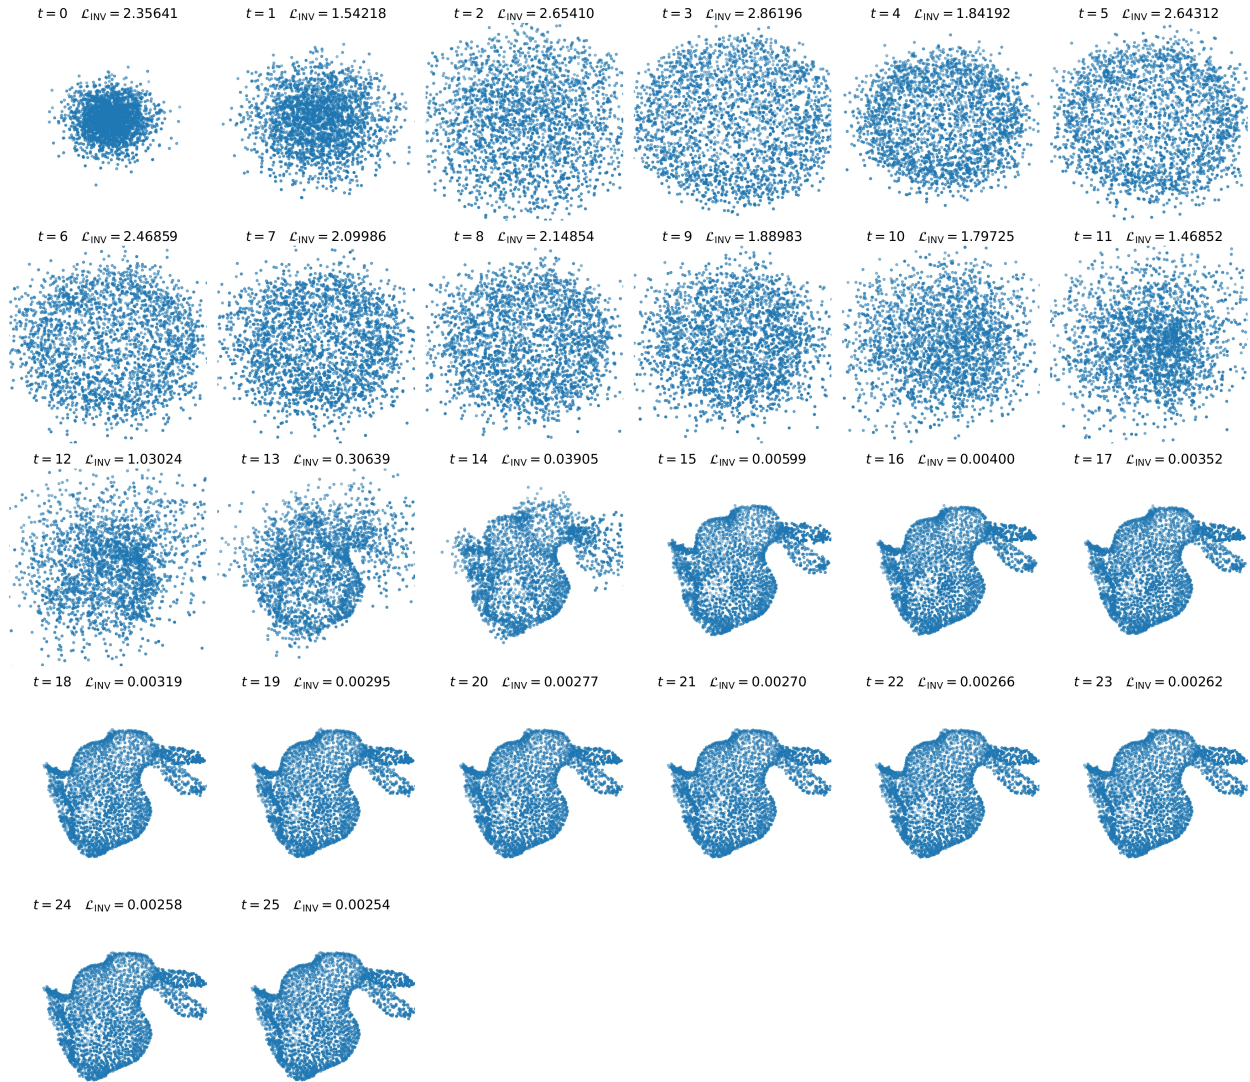 t = 0 ℒINV = 2.35641
t = 1 ℒINV = 1.54218
t = 2 ℒINV = 2.65410
t = 3 ℒINV = 2.86196
t = 4 ℒINV = 1.84192
t = 5 ℒINV = 2.64312
t = 6 ℒINV = 2.46859
t = 7 ℒINV = 2.09986
t = 8 ℒINV = 2.14854
t = 9 ℒINV = 1.88983
t = 10 ℒINV = 1.79725
t = 11 ℒINV = 1.46852
t = 12 ℒINV = 1.03024
t = 13 ℒINV = 0.30639
t = 14 ℒINV = 0.03905
t = 15 ℒINV = 0.00599
t = 16 ℒINV = 0.00400
t = 17 ℒINV = 0.00352
t = 18 ℒINV = 0.00319
t = 19 ℒINV = 0.00295
t = 20 ℒINV = 0.00277
t = 21 ℒINV = 0.00270
t = 22 ℒINV = 0.00266
t = 23 ℒINV = 0.00262
t = 24 ℒINV = 0.00258
t = 25 ℒINV = 0.00254